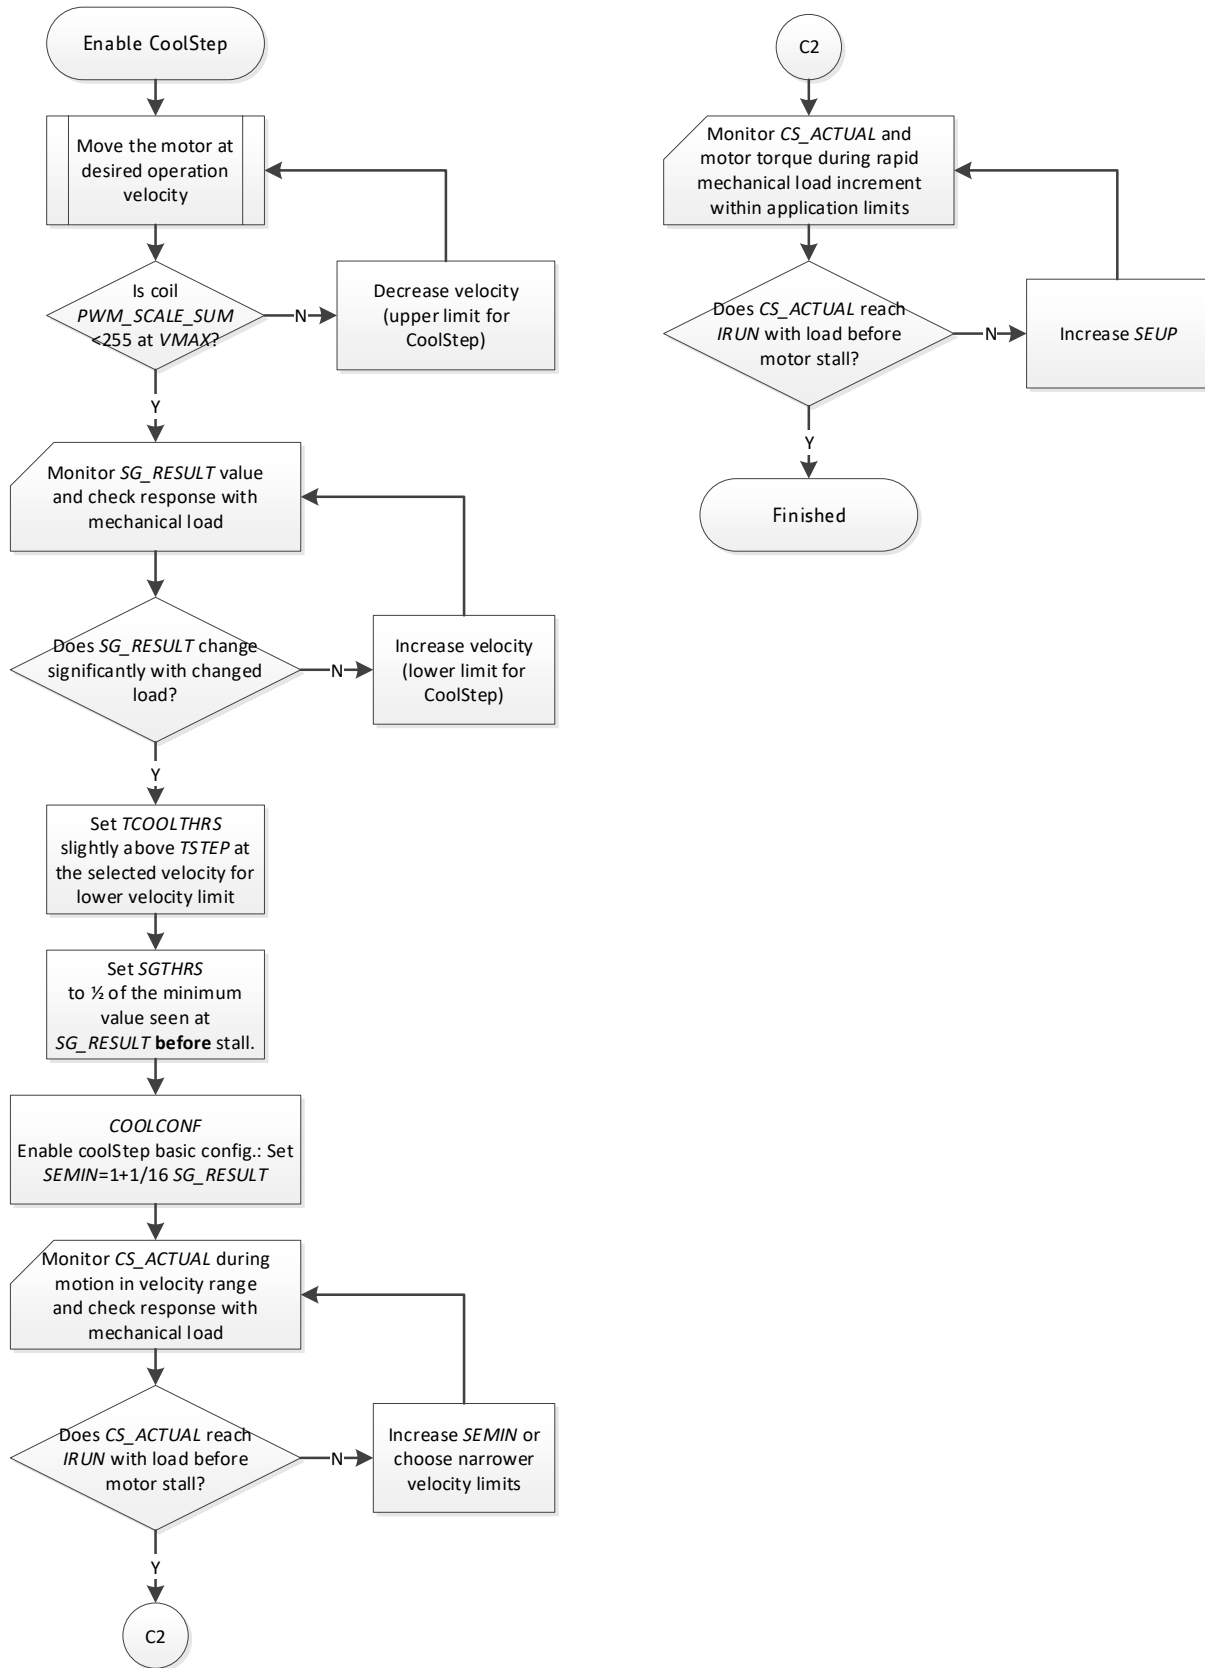 Enable CoolStep
Move the motor at
desired operation
velocity
Is coil
PWM_SCALE_SUM
<255 at VMAX?
N
Decrease velocity
(upper limit for
CoolStep)
Y
Monitor SG_RESULT value
and check response with
mechanical load
Does SG_RESULT change
significantly with changed
load?
N
Increase velocity
(lower limit for
CoolStep)
Y
Set TCOOLTHRS
slightly above TSTEP at
the selected velocity for
lower velocity limit
Set SGTHRS
to ½ of the minimum
value seen at
SG_RESULT before stall.
COOLCONF
Enable coolStep basic config.: Set
SEMIN=1+1/16 SG_RESULT
Monitor CS_ACTUAL during
motion in velocity range
and check response with
mechanical load
Does CS_ACTUAL reach
IRUN with load before
motor stall?
N
Increase SEMIN or
choose narrower
velocity limits
Y
C2
C2
Monitor CS_ACTUAL and
motor torque during rapid
mechanical load increment
within application limits
Does CS_ACTUAL reach
IRUN with load before
motor stall?
N
Increase SEUP
Y
Finished